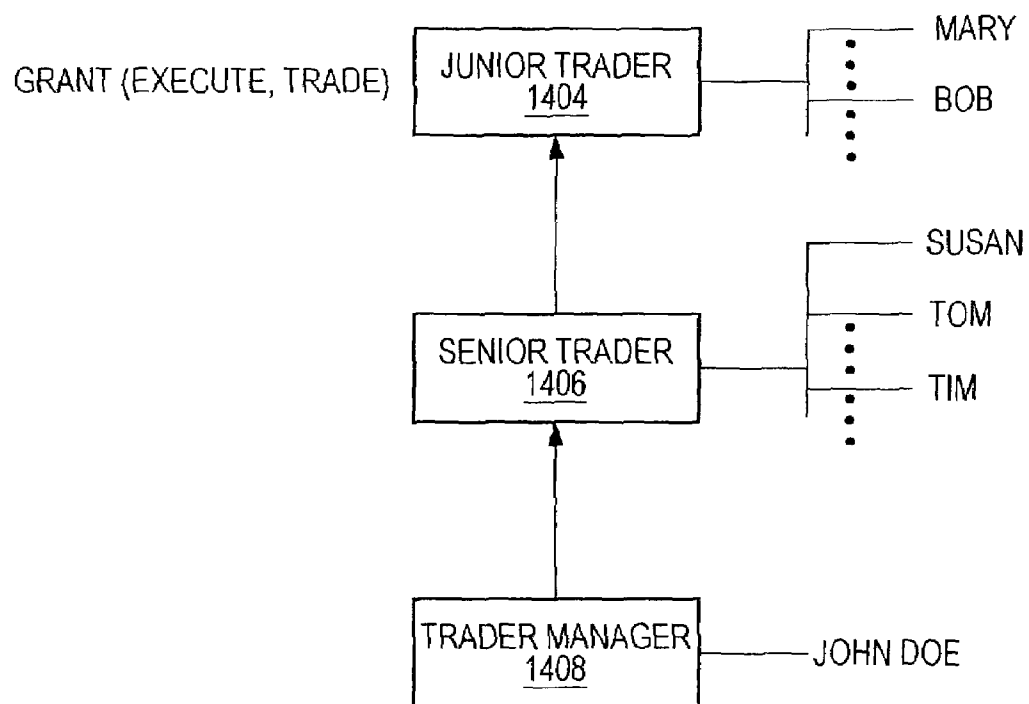 MARY
GRANT (EXECUTE, TRADE)
JUNIOR TRADER
1404
BOB
SUSAN
TOM
SENIOR TRADER
1406
TIM
TRADER MANAGER
1408
JOHN DOE